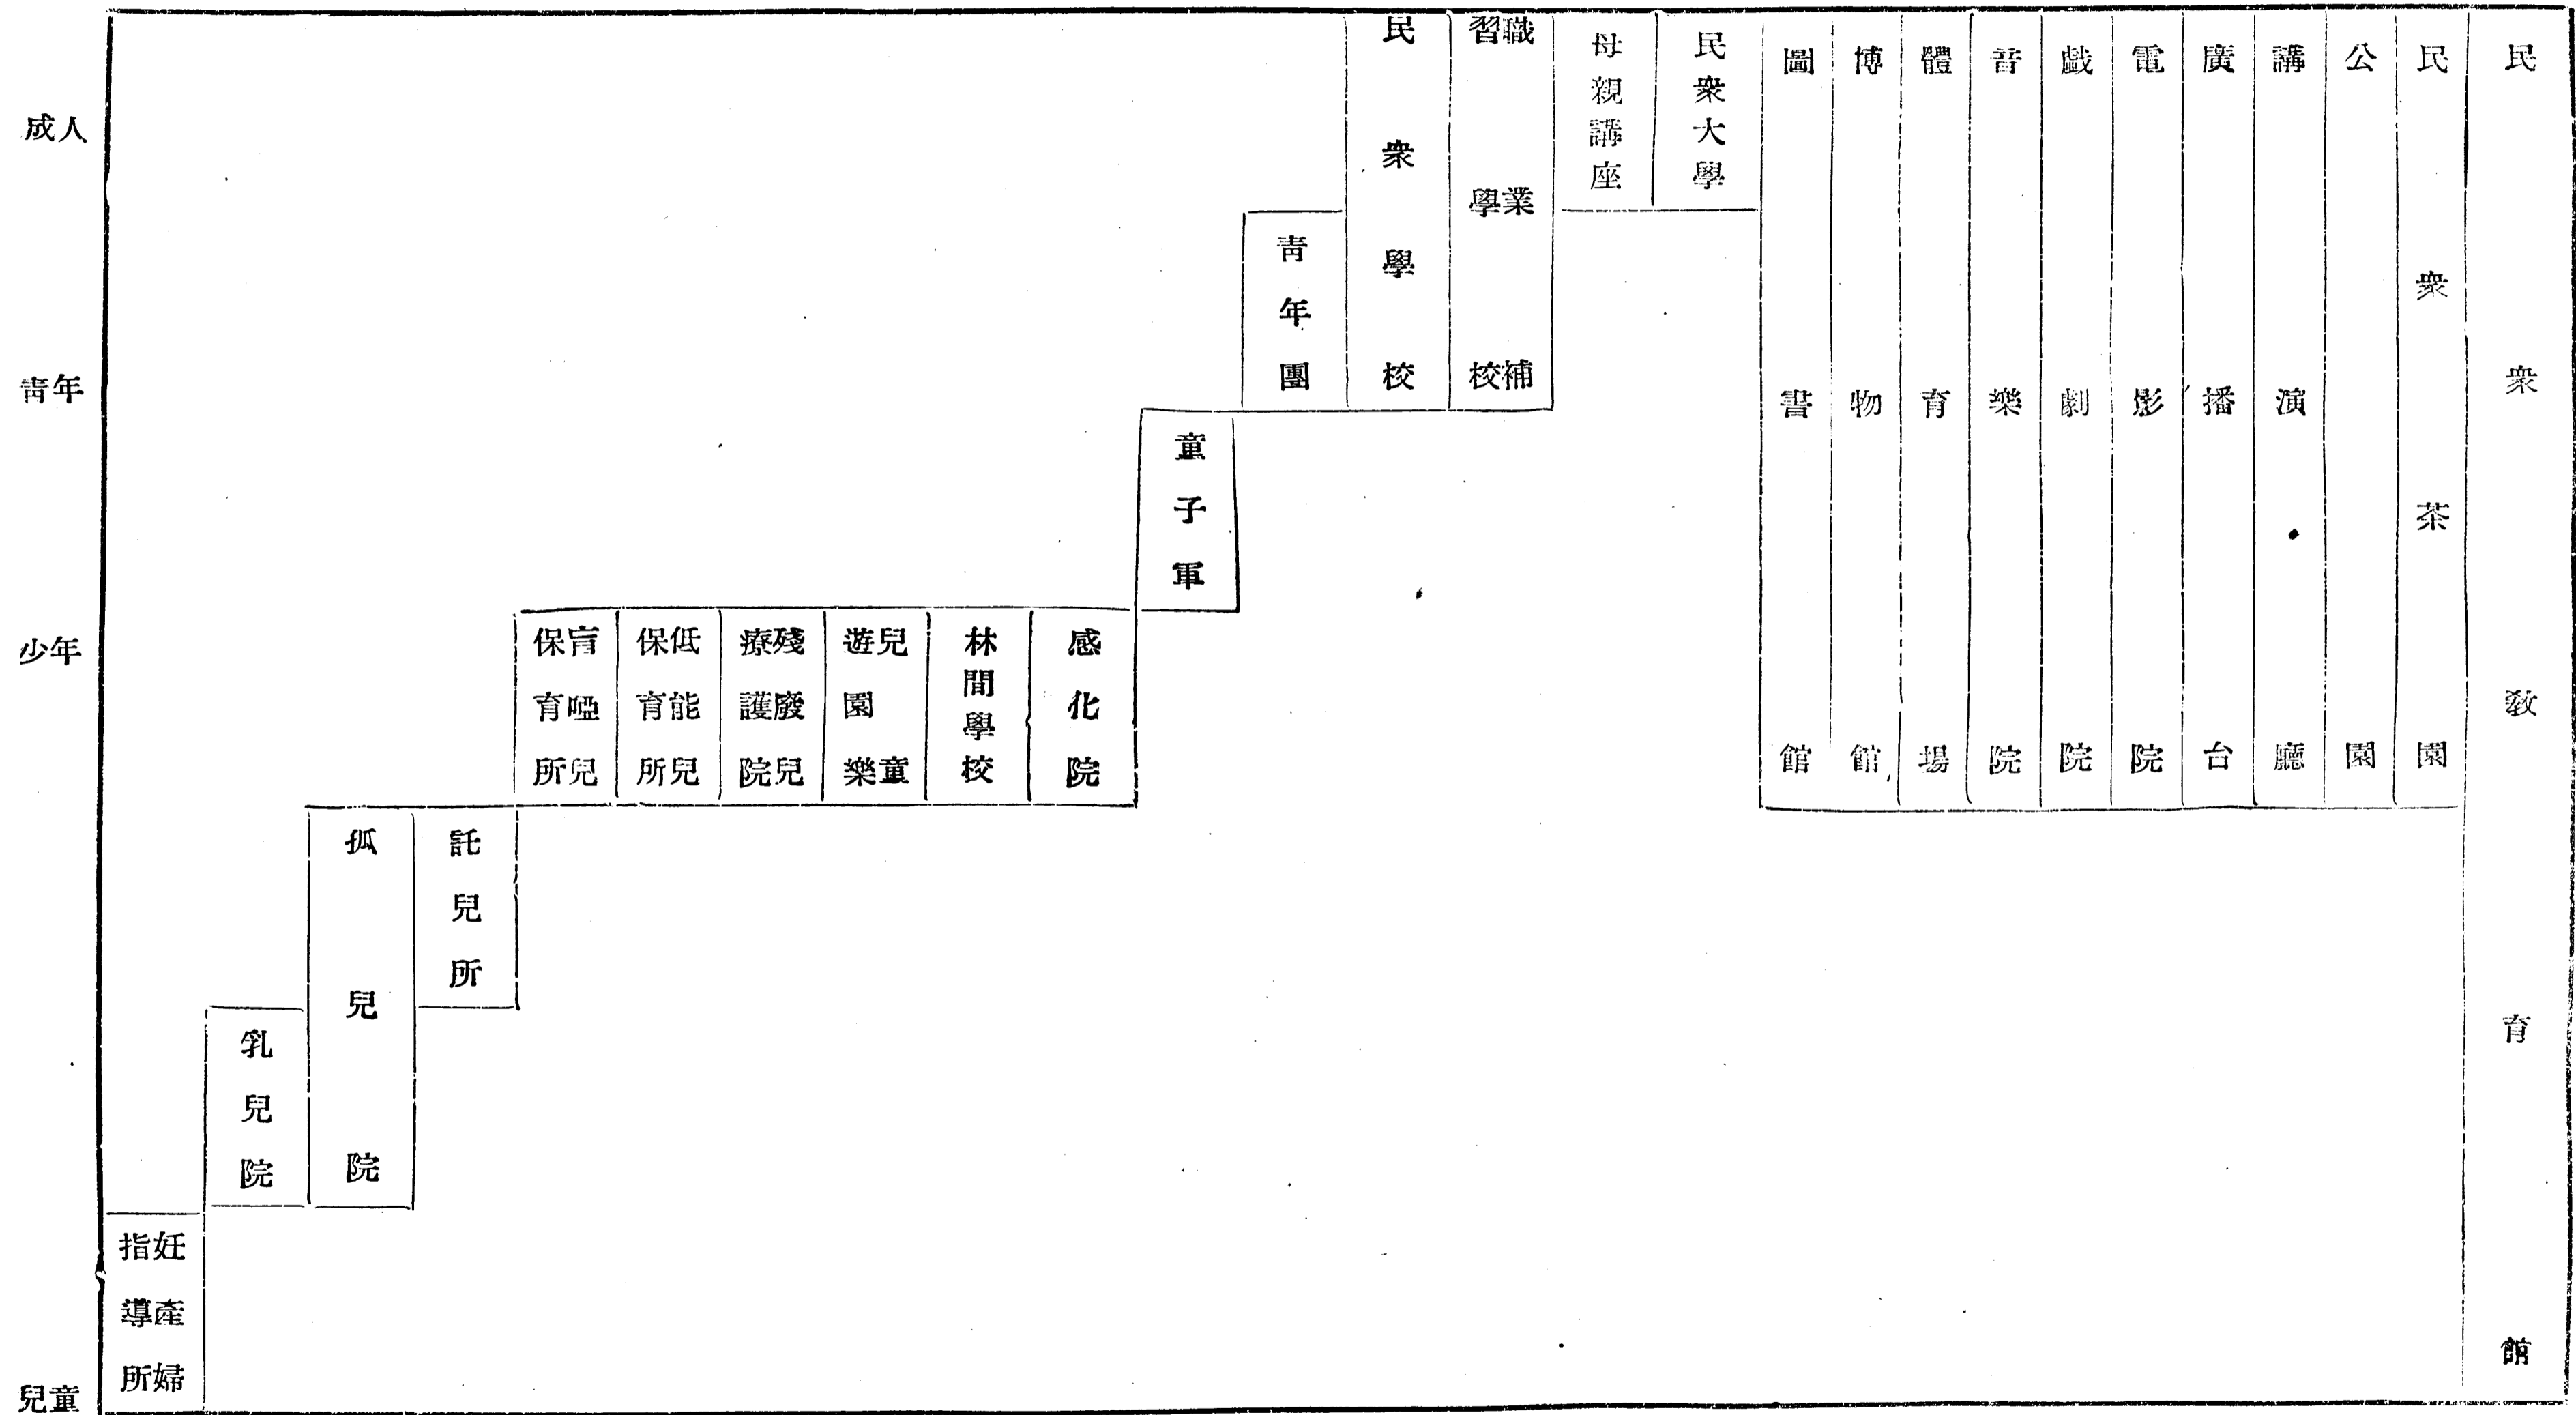 民衆教育館
民衆茶園
公園
講演廳
廣播台
電影院
戲劇院
音樂院
體育場
博物館
圖書館
民衆大學
母親講座
職業補
習學校
民衆學校
青年團
童子軍
感化院
林間學校
兒童
遊園樂
殘廢兒
療護院
低能兒
保育所
盲啞兒
保育所
託兒所
孤兒院
乳兒院
妊產婦
指導所
成人
青年
少年
兒童